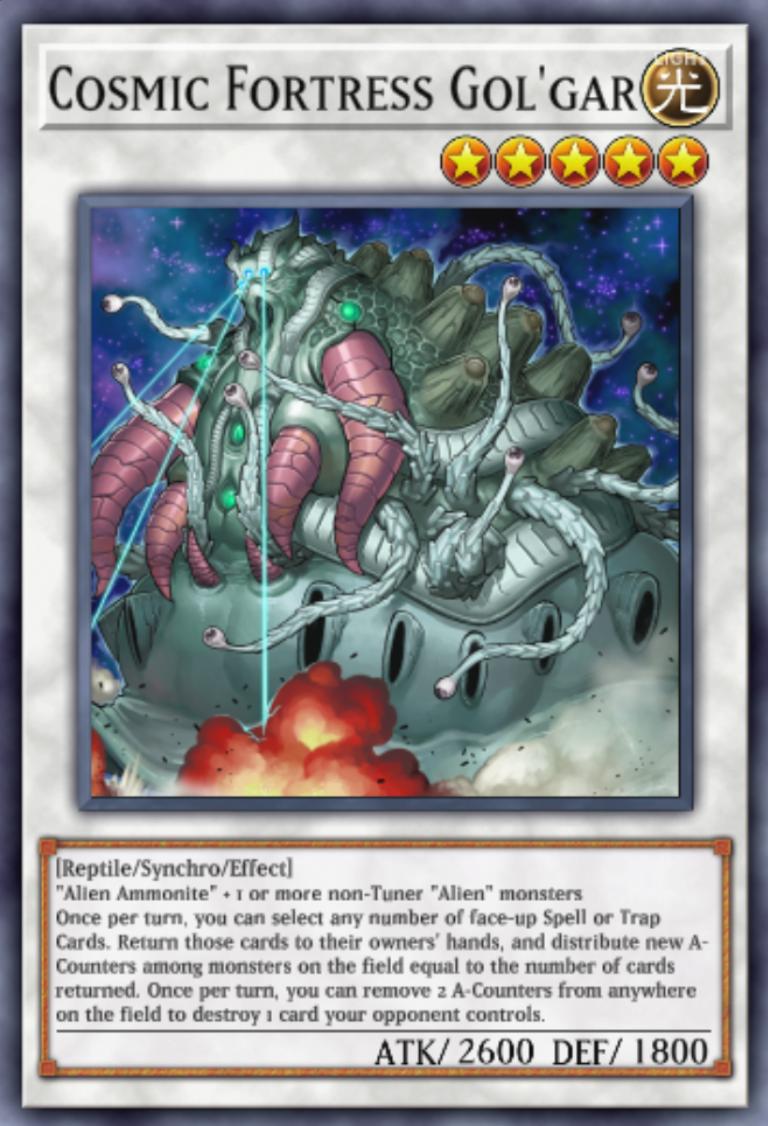 Cosmic Fortress Gol'gar
LIGHT
光
[Reptile/Synchro/Effect]
"Alien Ammonite" + 1 or more non-Tuner "Alien" monsters
Once per turn, you can select any number of face-up Spell or Trap
Cards. Return those cards to their owners' hands, and distribute new A-
Counters among monsters on the field equal to the number of cards
returned. Once per turn, you can remove 2 A-Counters from anywhere
on the field to destroy 1 card your opponent controls.
ATK/ 2600 DEF/ 1800